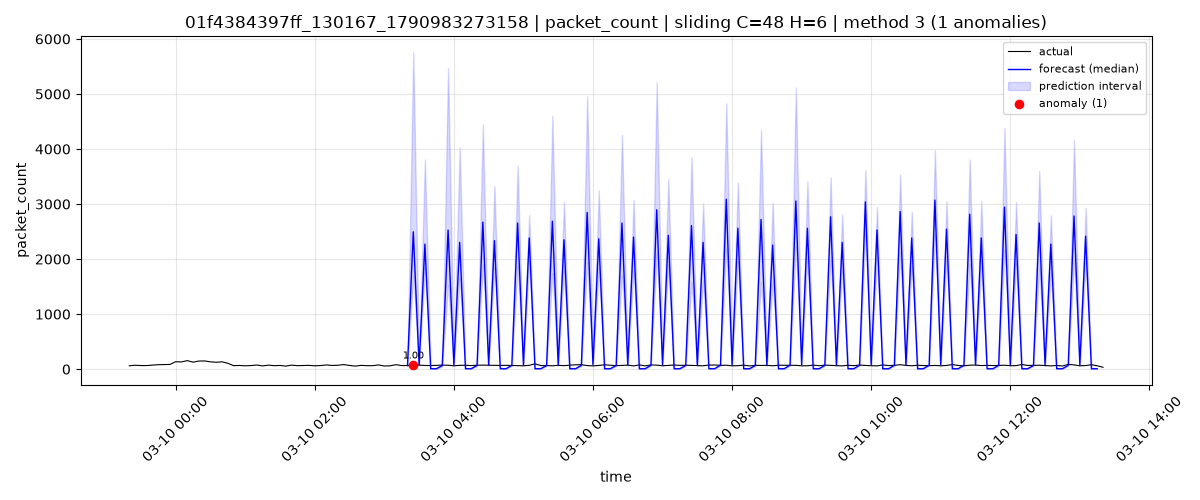 01f4384397ff_130167_1790983273158 | packet_count | sliding C=48 H=6 | method 3 (1 anomalies)
actual
forecast (median)
prediction interval
anomaly (1)
6000
5000
4000
3000
2000
1000
0
packet_count
1.00
03-10 00:00
03-10 02:00
03-10 04:00
03-10 06:00
03-10 08:00
03-10 10:00
03-10 12:00
03-10 14:00
time